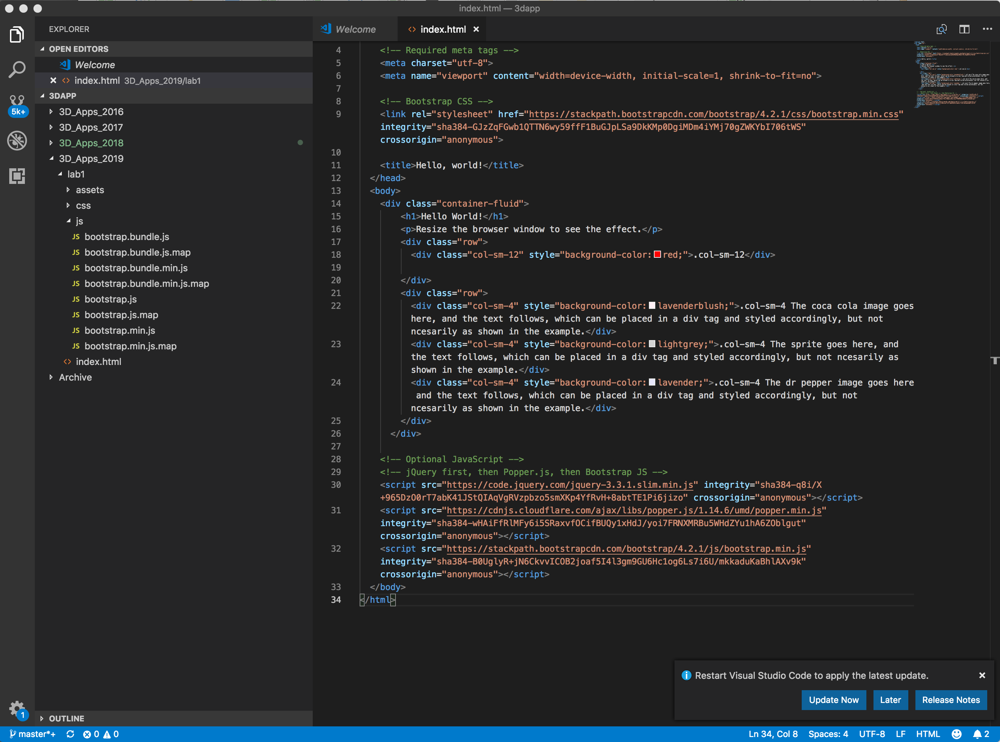 index.html — 3dapp
EXPLORER
OPEN EDITORS
Welcome
index.html 3D_Apps_2019/lab1
3DAPP
5k+
3D_Apps_2016
3D_Apps_2017
3D_Apps_2018
3D_Apps_2019
lab1
assets
css
js
JS bootstrap.bundle.js
JS bootstrap.bundle.js.map
JS bootstrap.bundle.min.js
JS bootstrap.bundle.min.js.map
JS bootstrap.js
JS bootstrap.js.map
JS bootstrap.min.js
JS bootstrap.min.js.map
<> index.html
Archive
1
OUTLINE
Welcome
<> index.html
4 <!-- Required meta tags -->
5 <meta charset="utf-8">
6 <meta name="viewport" content="width=device-width, initial-scale=1, shrink-to-fit=no">
7
8 <!-- Bootstrap CSS -->
9 <link rel="stylesheet" href="https://stackpath.bootstrapcdn.com/bootstrap/4.2.1/css/bootstrap.min.css"
integrity="sha384-GJzZqFGwb1QTTN6wy59ffF1BuGJpLSa9DkKMp0DgiMDm4iYMj70gZWKYbI706tWS"
crossorigin="anonymous">
10
11 <title>Hello, world!</title>
12 </head>
13 <body>
14 <div class="container-fluid">
15 <h1>Hello World!</h1>
16 <p>Resize the browser window to see the effect.</p>
17 <div class="row">
18 <div class="col-sm-12" style="background-color:red;">.col-sm-12</div>
19
20 </div>
21 <div class="row">
22 <div class="col-sm-4" style="background-color:lavenderblush;">.col-sm-4 The coca cola image goes
here, and the text follows, which can be placed in a div tag and styled accordingly, but not
ncesarily as shown in the example.</div>
23 <div class="col-sm-4" style="background-color:lightgrey;">.col-sm-4 The sprite goes here, and
the text follows, which can be placed in a div tag and styled accordingly, but not ncesarily as
shown in the example.</div>
24 <div class="col-sm-4" style="background-color:lavender;">.col-sm-4 The dr pepper image goes here
and the text follows, which can be placed in a div tag and styled accordingly, but not
ncesarily as shown in the example.</div>
25 </div>
26 </div>
27
28 <!-- Optional JavaScript -->
29 <!-- jQuery first, then Popper.js, then Bootstrap JS -->
30 <script src="https://code.jquery.com/jquery-3.3.1.slim.min.js" integrity="sha384-q8i/X
+965DzO0rT7abK41JStQIAqVgRVzpbzo5smXKp4YfRvH+8abtTE1Pi6jizo" crossorigin="anonymous"></script>
31 <script src="https://cdnjs.cloudflare.com/ajax/libs/popper.js/1.14.6/umd/popper.min.js"
integrity="sha384-wHAiFfRlMFy6i5SRaxvfOCifBUQy1xHdJ/yoi7FRNXMRBu5WHdZYu1hA6ZOblgut"
crossorigin="anonymous"></script>
32 <script src="https://stackpath.bootstrapcdn.com/bootstrap/4.2.1/js/bootstrap.min.js"
integrity="sha384-B0UglyR+jN6CkvvICOB2joaf5I4l3gm9GU6Hc1og6Ls7i6U/mkkaduKaBhlAXv9k"
crossorigin="anonymous"></script>
33 </body>
34 </html>
Restart Visual Studio Code to apply the latest update.
Update Now Later Release Notes
master*+ 0 0 Ln 34, Col 8 Spaces: 4 UTF-8 LF HTML 2